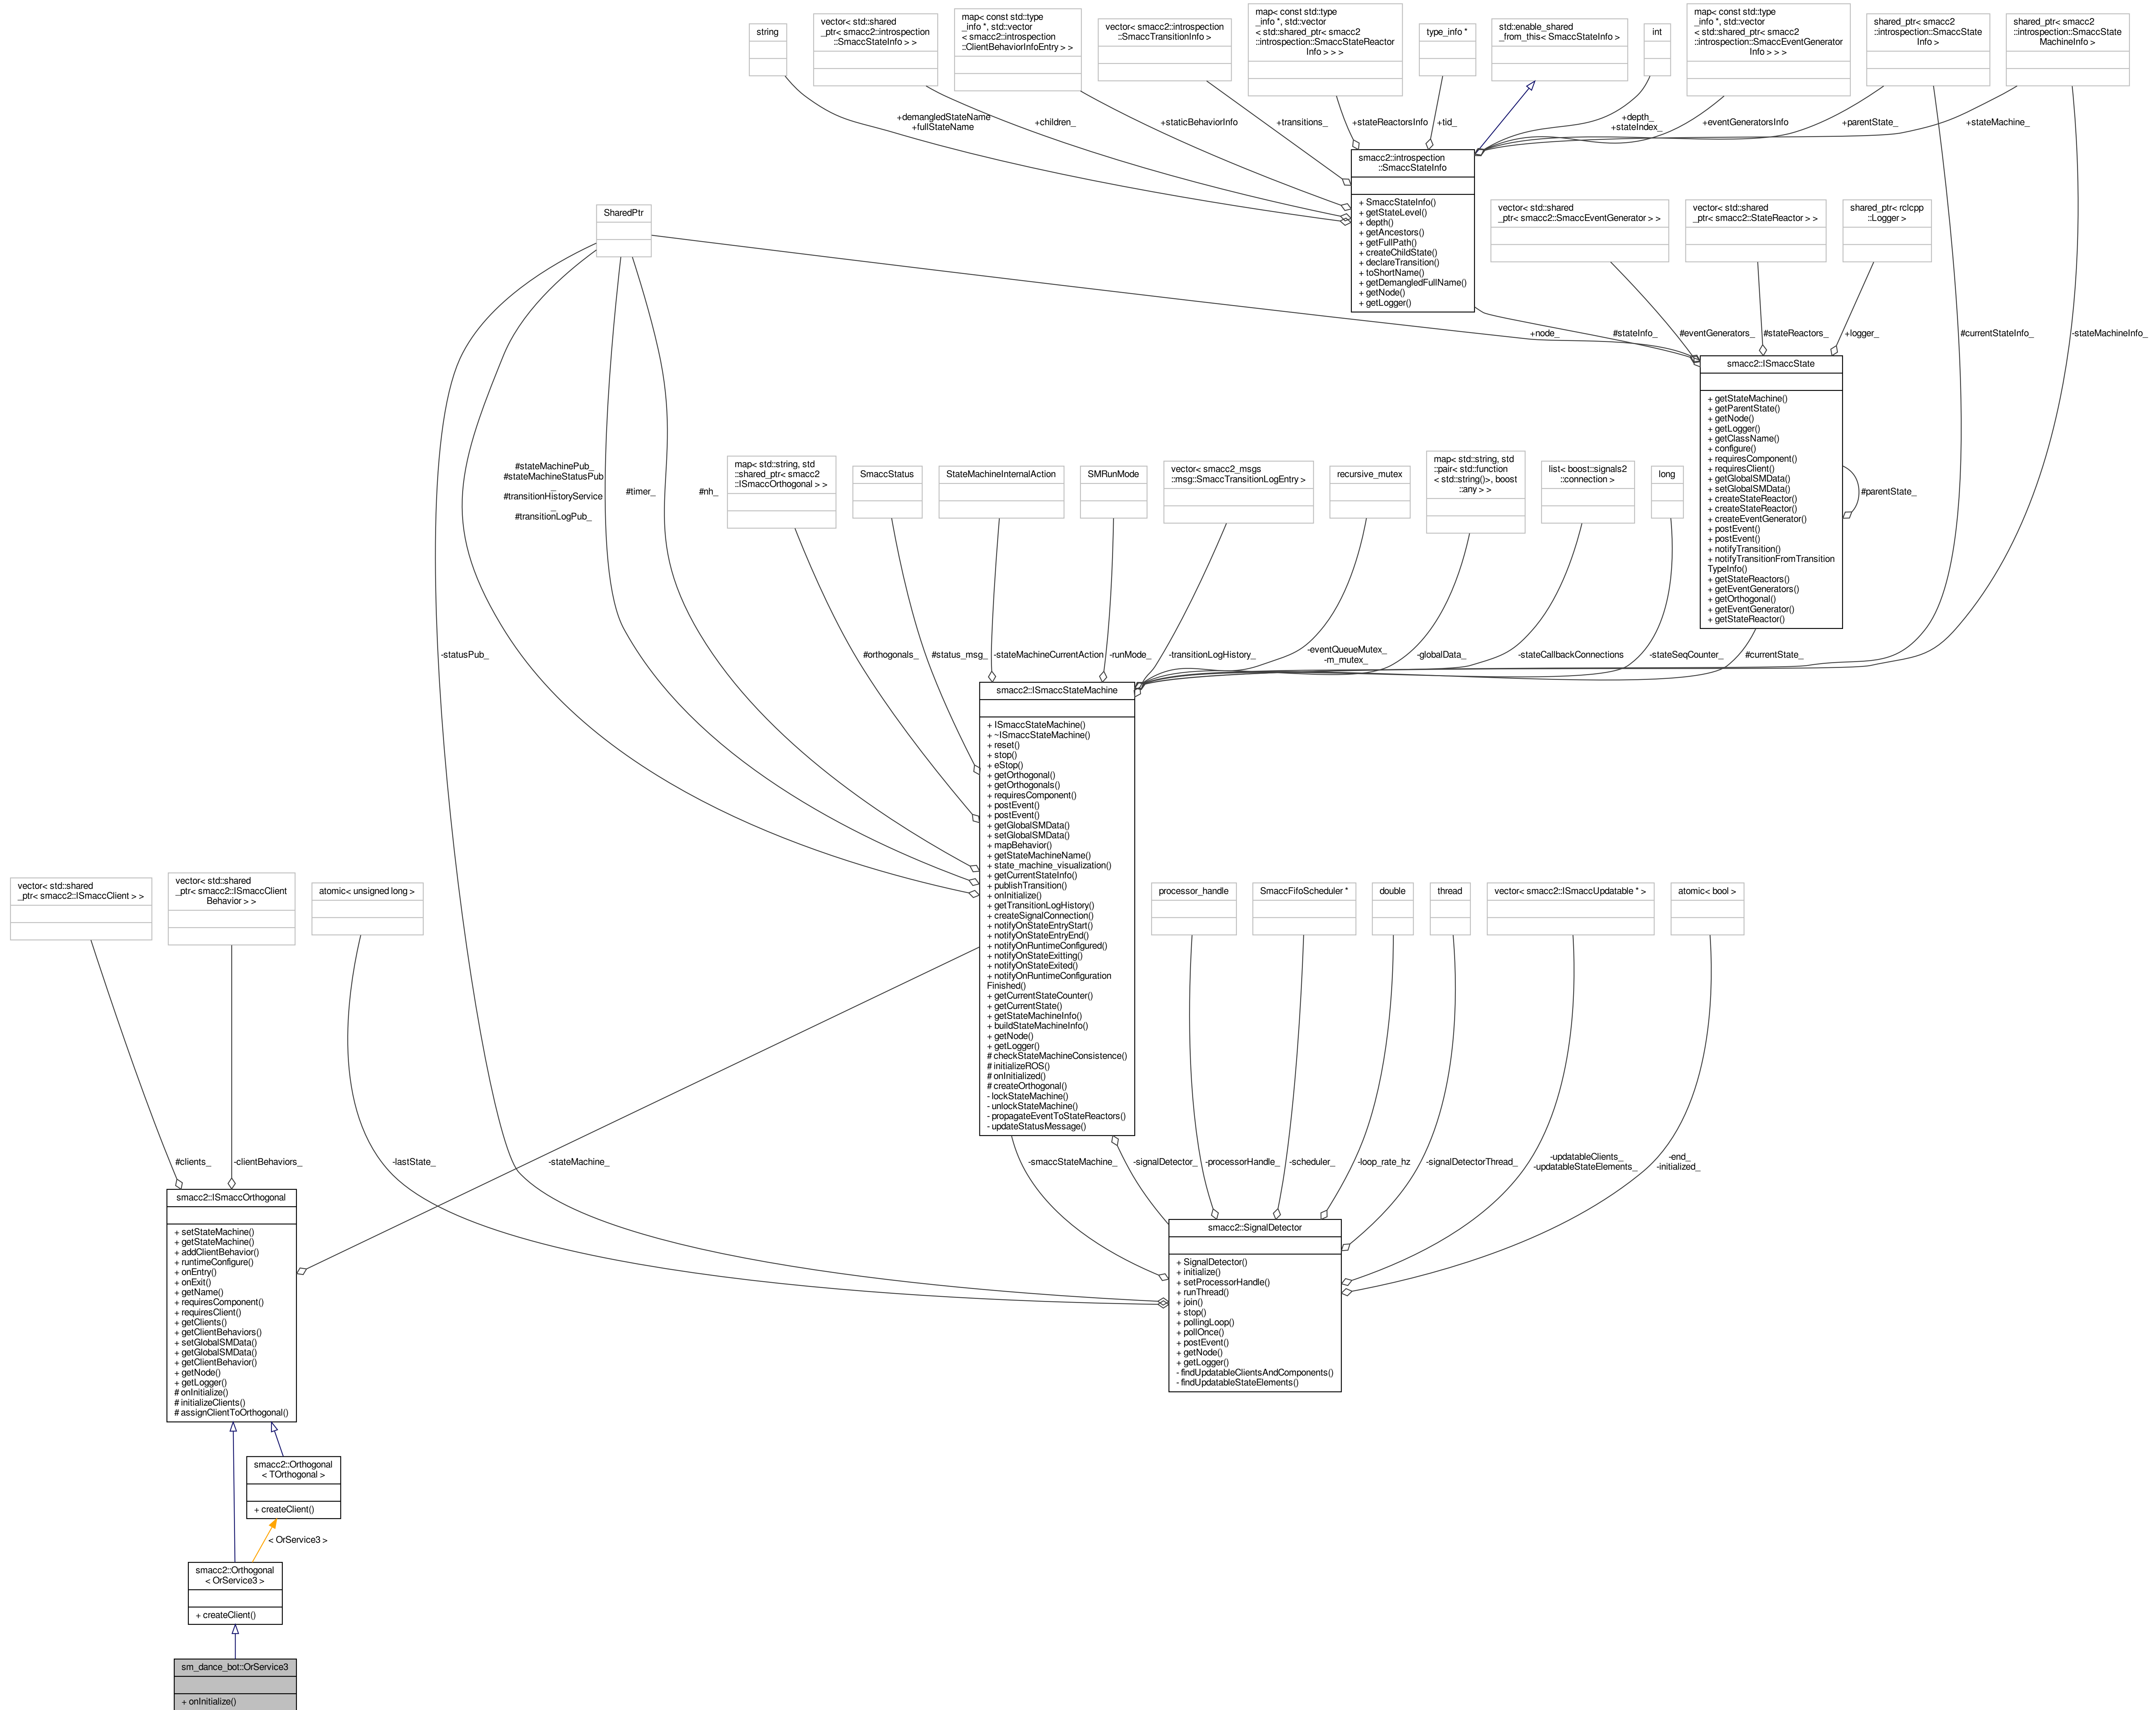 string
vector< std::shared
_ptr< smacc2::introspection
::SmaccStateInfo > >
map< const std::type
_info *, std::vector
< smacc2::introspection
::ClientBehaviorInfoEntry > >
vector< smacc2::introspection
::SmaccTransitionInfo >
map< const std::type
_info *, std::vector
< std::shared_ptr< smacc2
::introspection::SmaccStateReactor
Info > > >
type_info *
std::enable_shared
_from_this< SmaccStateInfo >
int
map< const std::type
_info *, std::vector
< std::shared_ptr< smacc2
::introspection::SmaccEventGenerator
Info > > >
shared_ptr< smacc2
::introspection::SmaccState
Info >
shared_ptr< smacc2
::introspection::SmaccState
MachineInfo >
+demangledStateName
+fullStateName
+children_
+staticBehaviorInfo
+transitions_
+stateReactorsInfo
+tid_
+depth_
+stateIndex_
+eventGeneratorsInfo
+parentState_
+stateMachine_
smacc2::introspection
::SmaccStateInfo
+ SmaccStateInfo()
+ getStateLevel()
+ depth()
+ getAncestors()
+ getFullPath()
+ createChildState()
+ declareTransition()
+ toShortName()
+ getDemangledFullName()
+ getNode()
+ getLogger()
SharedPtr
vector< std::shared
_ptr< smacc2::SmaccEventGenerator > >
vector< std::shared
_ptr< smacc2::StateReactor > >
shared_ptr< rclcpp
::Logger >
+node_
#stateInfo_
#eventGenerators_
#stateReactors_
+logger_
#currentStateInfo_
-stateMachineInfo_
smacc2::ISmaccState
+ getStateMachine()
+ getParentState()
+ getNode()
+ getLogger()
+ getClassName()
+ configure()
+ requiresComponent()
+ requiresClient()
+ getGlobalSMData()
+ setGlobalSMData()
+ createStateReactor()
+ createStateReactor()
+ createEventGenerator()
+ postEvent()
+ postEvent()
+ notifyTransition()
+ notifyTransitionFromTransition
TypeInfo()
+ getStateReactors()
+ getEventGenerators()
+ getOrthogonal()
+ getEventGenerator()
+ getStateReactor()
#parentState_
#stateMachinePub_
#stateMachineStatusPub
_
#transitionHistoryService
_
#transitionLogPub_
#timer_
#nh_
map< std::string, std
::shared_ptr< smacc2
::ISmaccOrthogonal > >
SmaccStatus
StateMachineInternalAction
SMRunMode
vector< smacc2_msgs
::msg::SmaccTransitionLogEntry >
recursive_mutex
map< std::string, std
::pair< std::function
< std::string()>, boost
::any > >
list< boost::signals2
::connection >
long
-statusPub_
#orthogonals_
#status_msg_
-stateMachineCurrentAction
-runMode_
-transitionLogHistory_
-eventQueueMutex_
-m_mutex_
-globalData_
-stateCallbackConnections
-stateSeqCounter_
#currentState_
smacc2::ISmaccStateMachine
+ ISmaccStateMachine()
+ ~ISmaccStateMachine()
+ reset()
+ stop()
+ eStop()
+ getOrthogonal()
+ getOrthogonals()
+ requiresComponent()
+ postEvent()
+ postEvent()
+ getGlobalSMData()
+ setGlobalSMData()
+ mapBehavior()
+ getStateMachineName()
+ state_machine_visualization()
+ getCurrentStateInfo()
+ publishTransition()
+ onInitialize()
+ getTransitionLogHistory()
+ createSignalConnection()
+ notifyOnStateEntryStart()
+ notifyOnStateEntryEnd()
+ notifyOnRuntimeConfigured()
+ notifyOnStateExitting()
+ notifyOnStateExited()
+ notifyOnRuntimeConfiguration
Finished()
+ getCurrentStateCounter()
+ getCurrentState()
+ getStateMachineInfo()
+ buildStateMachineInfo()
+ getNode()
+ getLogger()
# checkStateMachineConsistence()
# initializeROS()
# onInitialized()
# createOrthogonal()
- lockStateMachine()
- unlockStateMachine()
- propagateEventToStateReactors()
- updateStatusMessage()
vector< std::shared
_ptr< smacc2::ISmaccClient > >
vector< std::shared
_ptr< smacc2::ISmaccClient
Behavior > >
atomic< unsigned long >
processor_handle
SmaccFifoScheduler *
double
thread
vector< smacc2::ISmaccUpdatable * >
atomic< bool >
#clients_
-clientBehaviors_
-lastState_
-stateMachine_
-smaccStateMachine_
-signalDetector_
-processorHandle_
-scheduler_
-loop_rate_hz
-signalDetectorThread_
-updatableClients_
-updatableStateElements_
-end_
-initialized_
smacc2::ISmaccOrthogonal
+ setStateMachine()
+ getStateMachine()
+ addClientBehavior()
+ runtimeConfigure()
+ onEntry()
+ onExit()
+ getName()
+ requiresComponent()
+ requiresClient()
+ getClients()
+ getClientBehaviors()
+ setGlobalSMData()
+ getGlobalSMData()
+ getClientBehavior()
+ getNode()
+ getLogger()
# onInitialize()
# initializeClients()
# assignClientToOrthogonal()
smacc2::SignalDetector
+ SignalDetector()
+ initialize()
+ setProcessorHandle()
+ runThread()
+ join()
+ stop()
+ pollingLoop()
+ pollOnce()
+ postEvent()
+ getNode()
+ getLogger()
- findUpdatableClientsAndComponents()
- findUpdatableStateElements()
smacc2::Orthogonal
< TOrthogonal >
+ createClient()
< OrService3 >
smacc2::Orthogonal
< OrService3 >
+ createClient()
sm_dance_bot::OrService3
+ onInitialize()